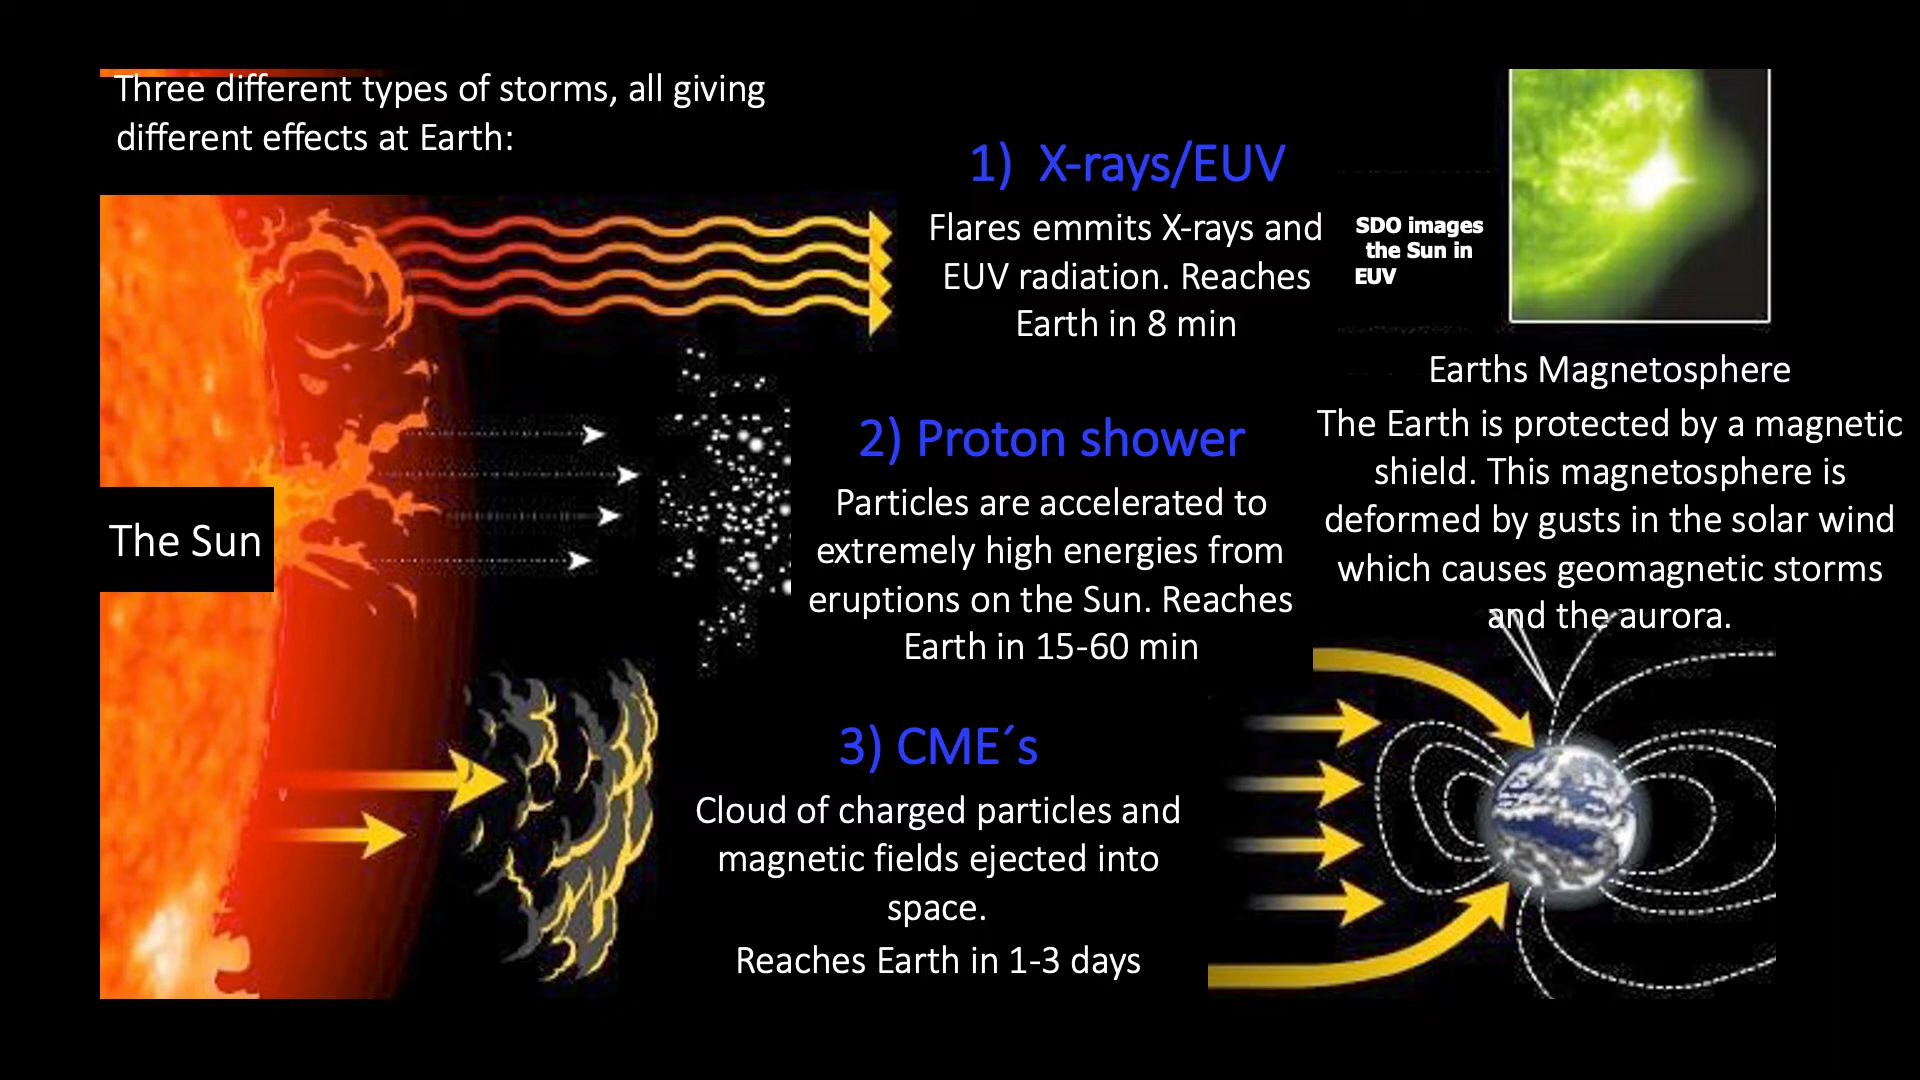 Three different types of storms, all giving
different effects at Earth:
1) X-rays/EUV
Flares emmits X-rays and
EUV radiation. Reaches
Earth in 8 min
SDO images
the Sun in
EUV
2) Proton shower
Particles are accelerated to
extremely high energies from
eruptions on the Sun. Reaches
Earth in 15-60 min
The Sun
3) CME´s
Cloud of charged particles and
magnetic fields ejected into
space.
Reaches Earth in 1-3 days
Earths Magnetosphere
The Earth is protected by a magnetic
shield. This magnetosphere is
deformed by gusts in the solar wind
which causes geomagnetic storms
and the aurora.